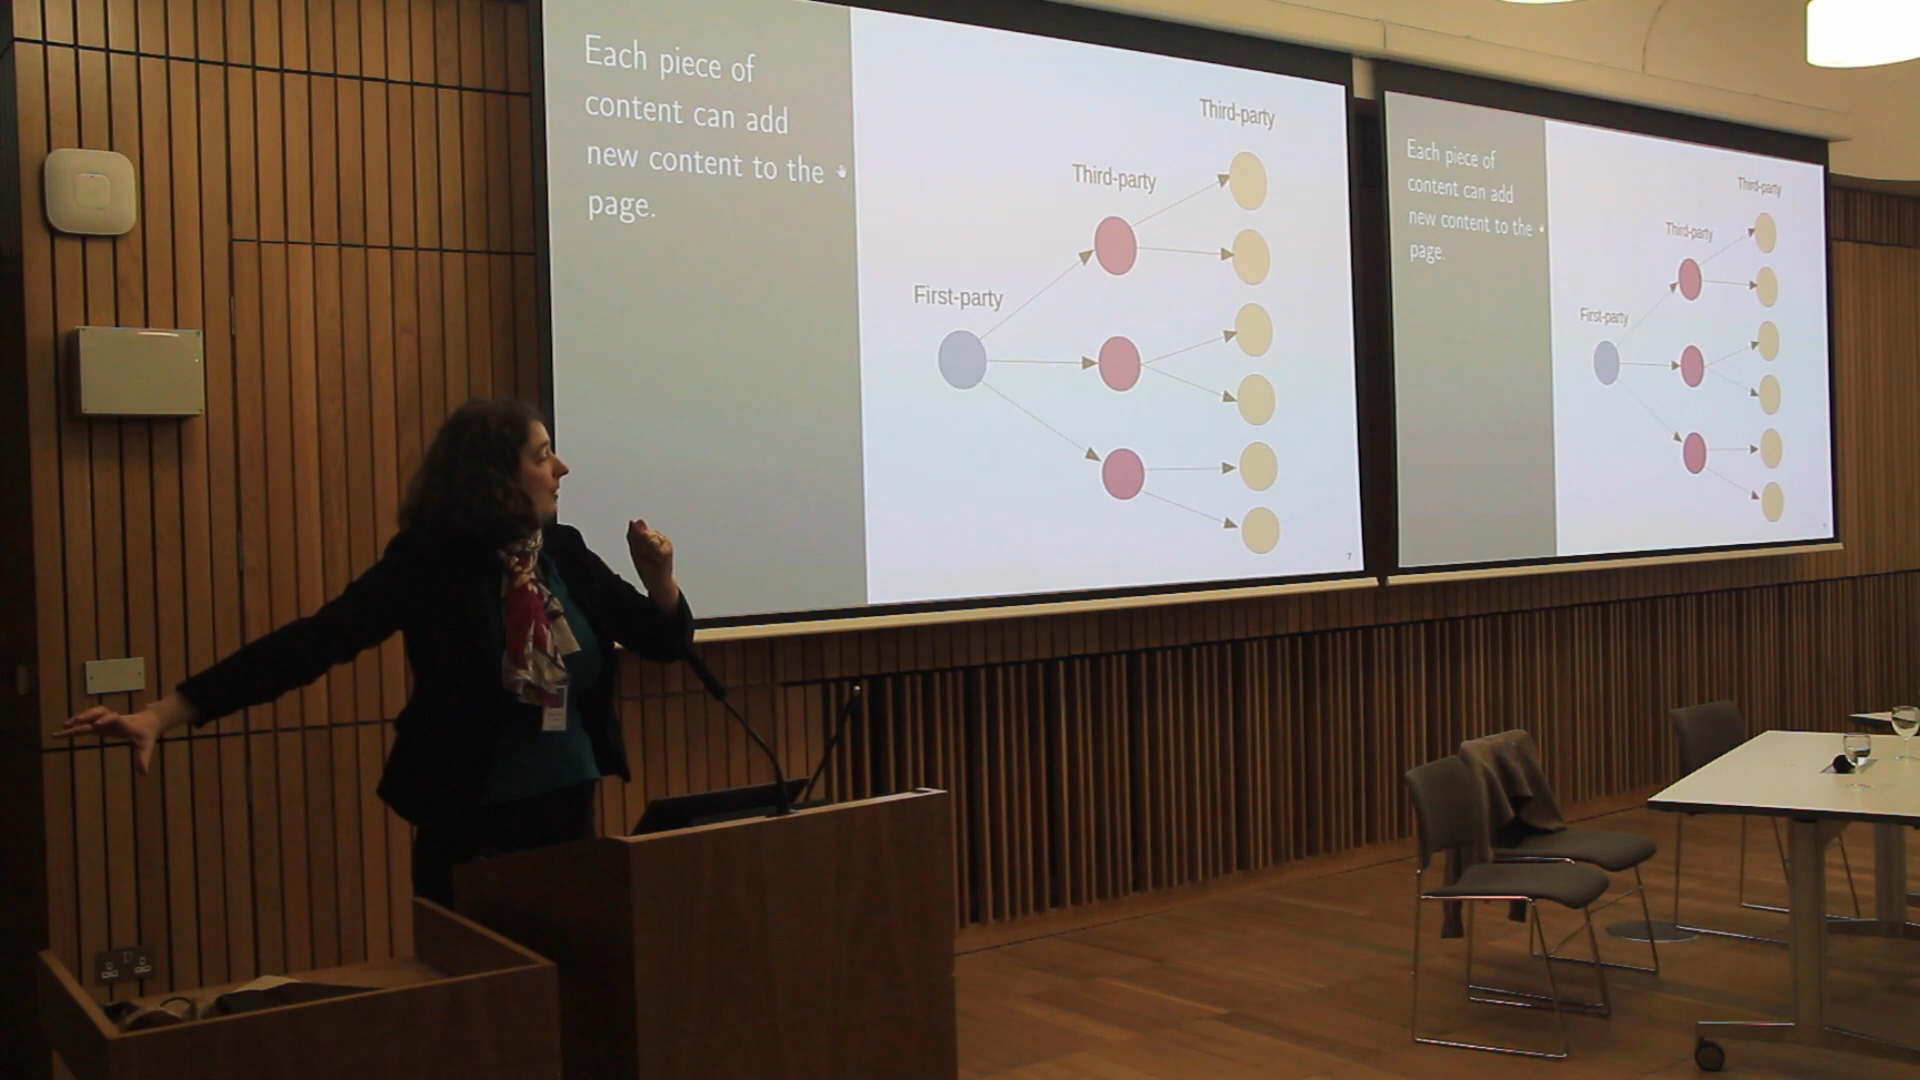 Each piece of
content can add
new content to the
page.
Third-party
Third-party
First-party
7
Each piece of
content can add
new content to the
page.
Third-party
Third-party
First-party